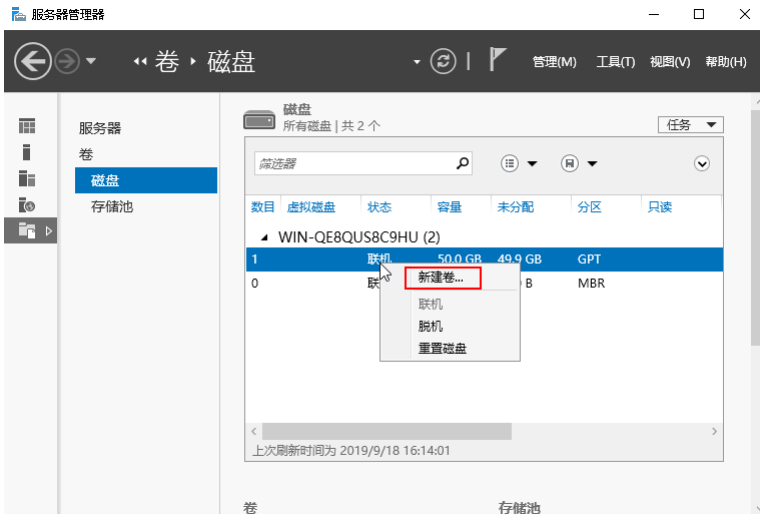 服务器管理器
卷 · 磁盘
管理(M) 工具(T) 视图(V) 帮助(H)
服务器
卷
磁盘
存储池
磁盘
所有磁盘 | 共 2 个
任务
筛选器
数目 虚拟磁盘 状态 容量 未分配 分区 只读
WIN-QE8QUS8C9HU (2)
1 联机 50.0 GB 49.9 GB GPT
0 B MBR
新建卷...
联机
脱机
重置磁盘
上次刷新时间为 2019/9/18 16:14:01
卷 存储池